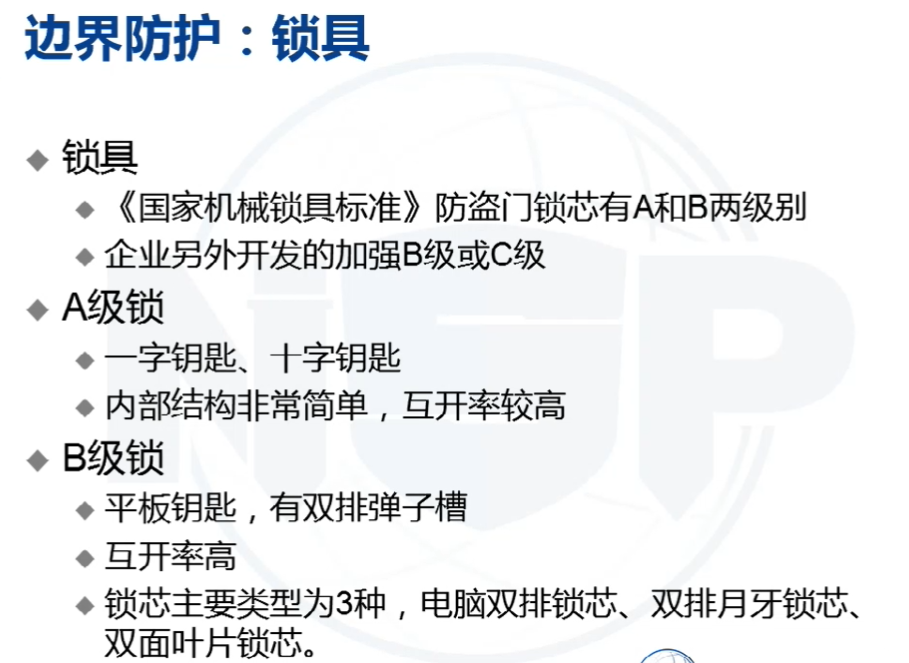 边界防护：锁具
锁具
《国家机械锁具标准》防盗门锁芯有A和B两级别
企业另外开发的加强B级或C级
A级锁
一字钥匙、十字钥匙
内部结构非常简单，互开率较高
B级锁
平板钥匙，有双排弹子槽
互开率高
锁芯主要类型为3种，电脑双排锁芯、双排月牙锁芯、
双面叶片锁芯。